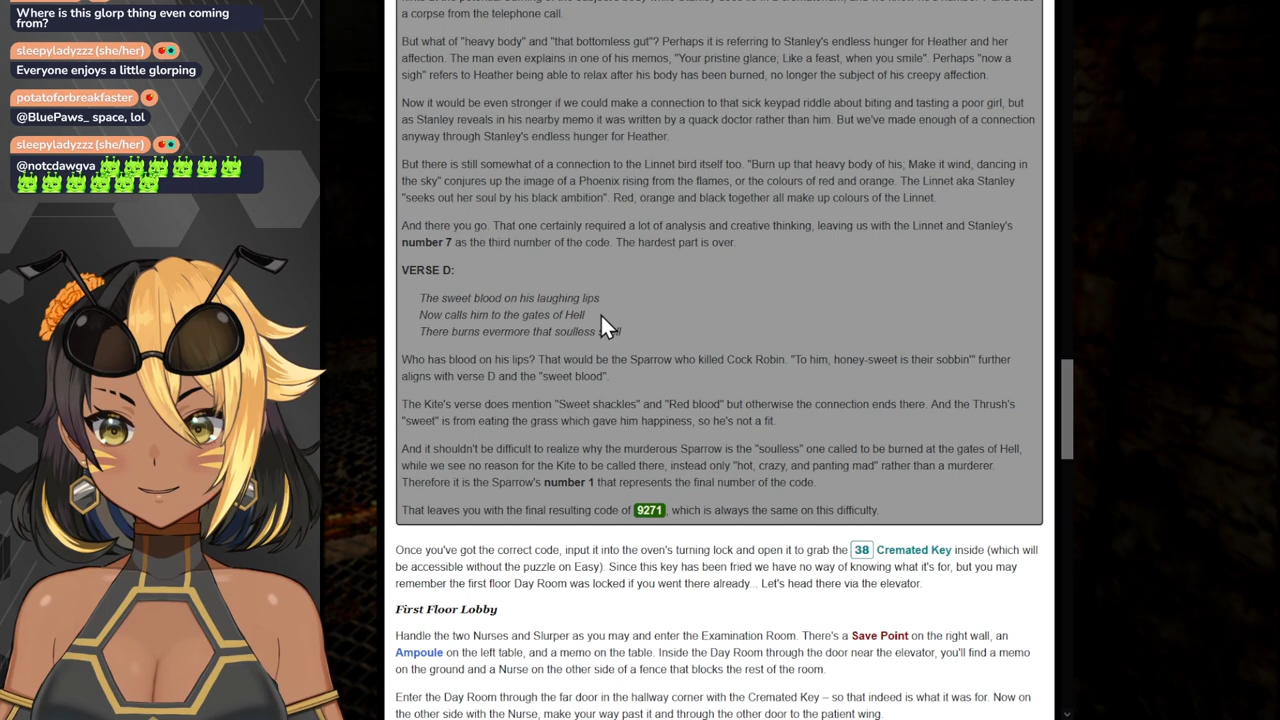 Where is this glorp thing even coming
from?
sleepyladyzzz (she/her)
Everyone enjoys a little glorping
potatoforbreakfaster
@BluePaws_ space, lol
sleepyladyzzz (she/her)
@notcdawgva
a corpse from the telephone call.
But what of "heavy body" and "that bottomless gut"? Perhaps it is referring to Stanley's endless hunger for Heather and her
affection. The man even explains in one of his memos, "Your pristine glance; Like a feast, when you smile". Perhaps "now a
sigh" refers to Heather being able to relax after his body has been burned, no longer the subject of his creepy affection.
Now it would be even stronger if we could make a connection to that sick keypad riddle about biting and tasting a poor girl, but
as Stanley reveals in his nearby memo it was written by a quack doctor rather than him. But we've made enough of a connection
anyway through Stanley's endless hunger for Heather.
But there is still somewhat of a connection to the Linnet bird itself too. "Burn up that heavy body of his; Make it wind, dancing in
the sky" conjures up the image of a Phoenix rising from the flames, or the colours of red and orange. The Linnet aka Stanley
"seeks out her soul by his black ambition". Red, orange and black together all make up colours of the Linnet.
And there you go. That one certainly required a lot of analysis and creative thinking, leaving us with the Linnet and Stanley's
number 7 as the third number of the code. The hardest part is over.
VERSE D:
The sweet blood on his laughing lips
Now calls him to the gates of Hell
There burns evermore that soulless
Who has blood on his lips? That would be the Sparrow who killed Cock Robin. "To him, honey-sweet is their sobbin'" further
aligns with verse D and the "sweet blood".
The Kite's verse does mention "Sweet shackles" and "Red blood" but otherwise the connection ends there. And the Thrush's
"sweet" is from eating the grass which gave him happiness, so he's not a fit.
And it shouldn't be difficult to realize why the murderous Sparrow is the "soulless" one called to be burned at the gates of Hell,
while we see no reason for the Kite to be called there, instead only "hot, crazy, and panting mad" rather than a murderer.
Therefore it is the Sparrow's number 1 that represents the final number of the code.
That leaves you with the final resulting code of 9271, which is always the same on this difficulty.
Once you've got the correct code, input it into the oven's turning lock and open it to grab the 38 Cremated Key inside (which will
be accessible without the puzzle on Easy). Since this key has been fried we have no way of knowing what it's for, but you may
remember the first floor Day Room was locked if you went there already... Let's head there via the elevator.
First Floor Lobby
Handle the two Nurses and Slurper as you may and enter the Examination Room. There's a Save Point on the right wall, an
Ampoule on the left table, and a memo on the table. Inside the Day Room through the door near the elevator, you'll find a memo
on the ground and a Nurse on the other side of a fence that blocks the rest of the room.
Enter the Day Room through the far door in the hallway corner with the Cremated Key – so that indeed is what it was for. Now on
the other side with the Nurse, make your way past it and through the other door to the patient wing.